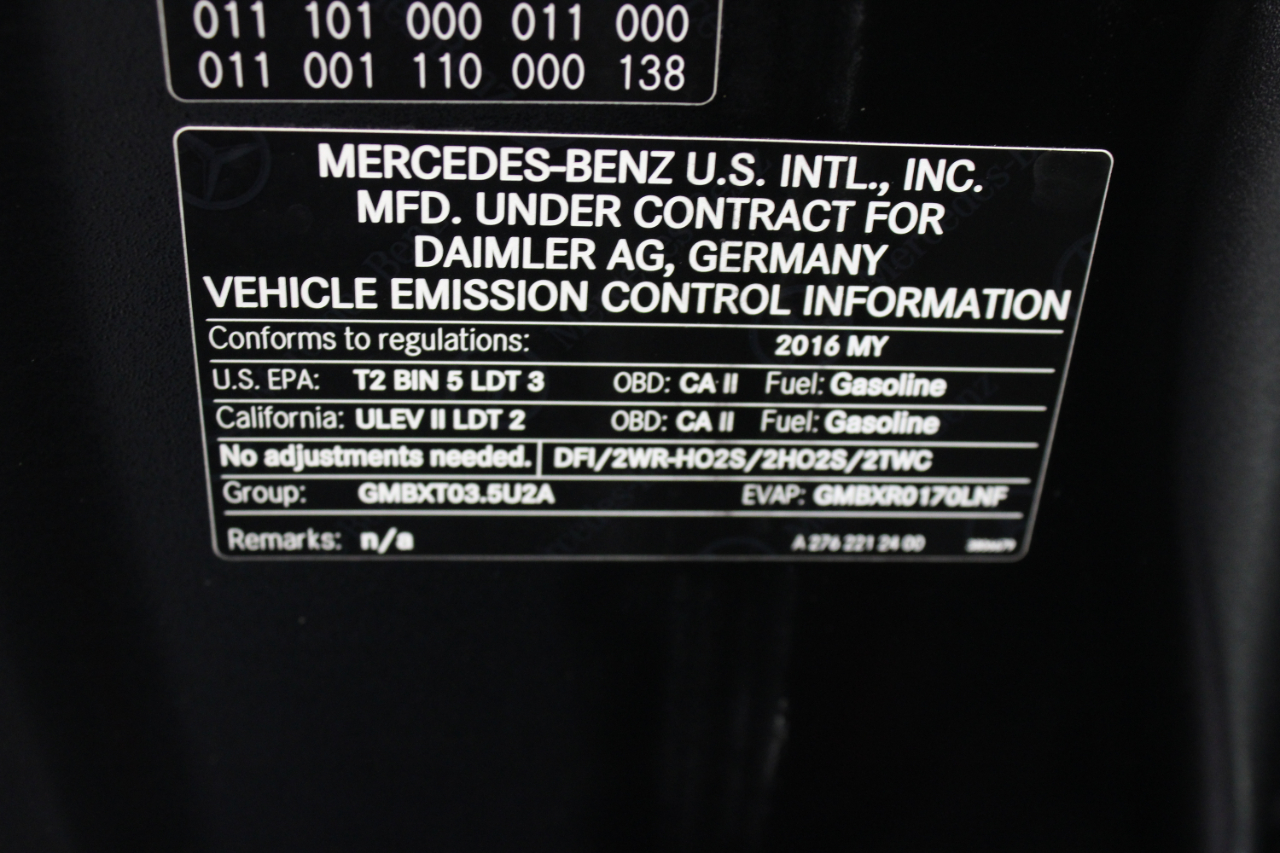 011 101 000 011 000
011 001 110 000 138
MERCEDES-BENZ U.S. INTL., INC.
MFD. UNDER CONTRACT FOR
DAIMLER AG, GERMANY
VEHICLE EMISSION CONTROL INFORMATION
Conforms to regulations: 2016 MY
U.S. EPA: T2 BIN 5 LDT 3 OBD: CA II Fuel: Gasoline
California: ULEV II LDT 2 OBD: CA II Fuel: Gasoline
No adjustments needed. DFI/2WR-HO2S/2HO2S/2TWC
Group: GMBXT03.5U2A EVAP: GMBXR0170LNF
Remarks: n/a A 276 221 24 00